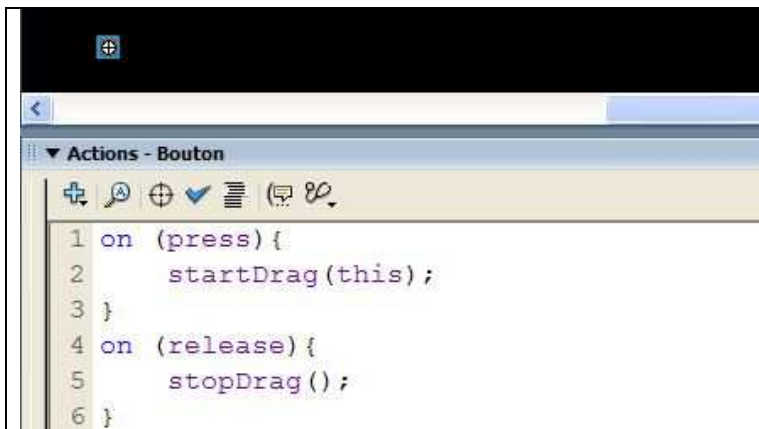 Actions - Bouton
1 on (press){
2 startDrag(this);
3 }
4 on (release){
5 stopDrag();
6 }